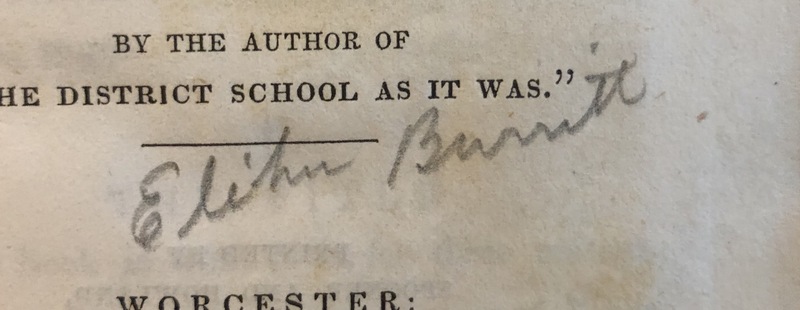 BY THE AUTHOR OF
HE DISTRICT SCHOOL AS IT WAS."
Elihu Burritt
WORCESTER: